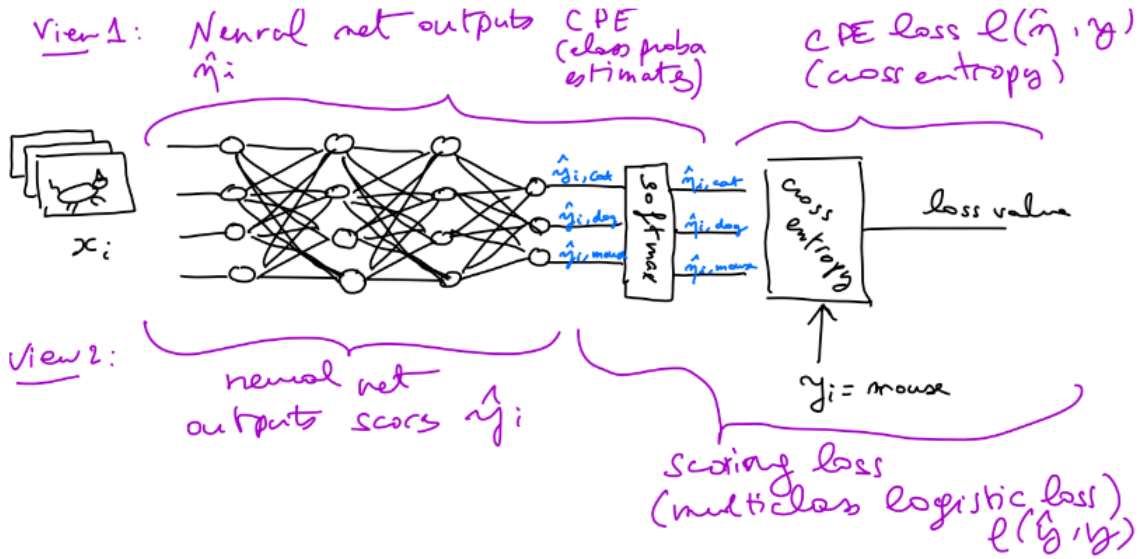 View 1: Neural net outputs CPE
(class proba
estimates)
η̂i
CPE loss l(η̂, y)
(cross entropy)
xi
ŷi,cat
ŷi,dog
ŷi,mouse
softmax
η̂i,cat
η̂i,dog
η̂i,mouse
cross
entropy
loss value
yi = mouse
View 2:
neural net
outputs scors ŷi
scoring loss
(multiclass logistic loss)
l(ŷ, y)